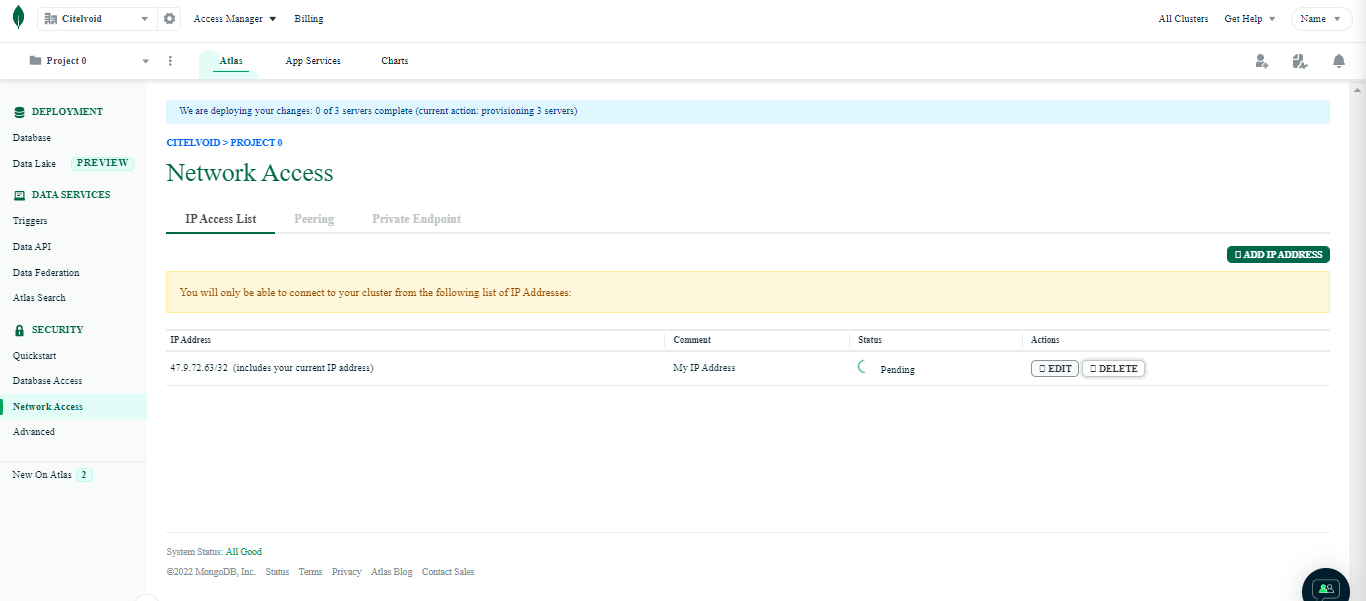 Citelvoid Access Manager Billing All Clusters Get Help Name
Project 0 Atlas App Services Charts
We are deploying your changes: 0 of 3 servers complete (current action: provisioning 3 servers)
CITELVOID > PROJECT 0
Network Access
IP Access List Peering Private Endpoint
ADD IP ADDRESS
You will only be able to connect to your cluster from the following list of IP Addresses:
IP Address Comment Status Actions
47.9.72.63/32 (includes your current IP address) My IP Address Pending EDIT DELETE
DEPLOYMENT
Database
Data Lake PREVIEW
DATA SERVICES
Triggers
Data API
Data Federation
Atlas Search
SECURITY
Quickstart
Database Access
Network Access
Advanced
New On Atlas 2
System Status: All Good
©2022 MongoDB, Inc. Status Terms Privacy Atlas Blog Contact Sales